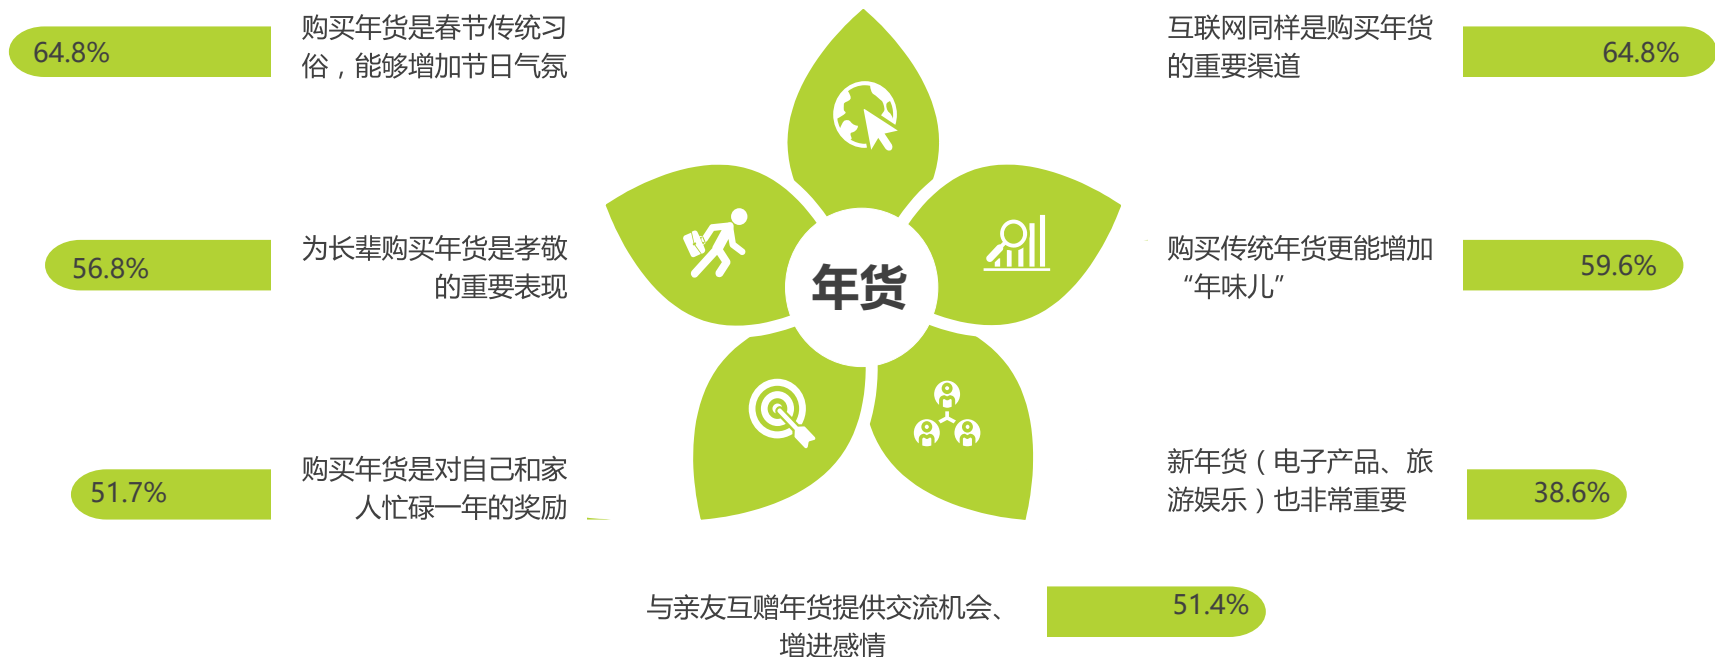 64.8%
购买年货是春节传统习
俗，能够增加节日气氛
互联网同样是购买年货
的重要渠道
64.8%
56.8%
为长辈购买年货是孝敬
的重要表现
年货
购买传统年货更能增加
“年味儿”
59.6%
51.7%
购买年货是对自己和家
人忙碌一年的奖励
新年货（电子产品、旅
游娱乐）也非常重要
38.6%
与亲友互赠年货提供交流机会、
增进感情
51.4%